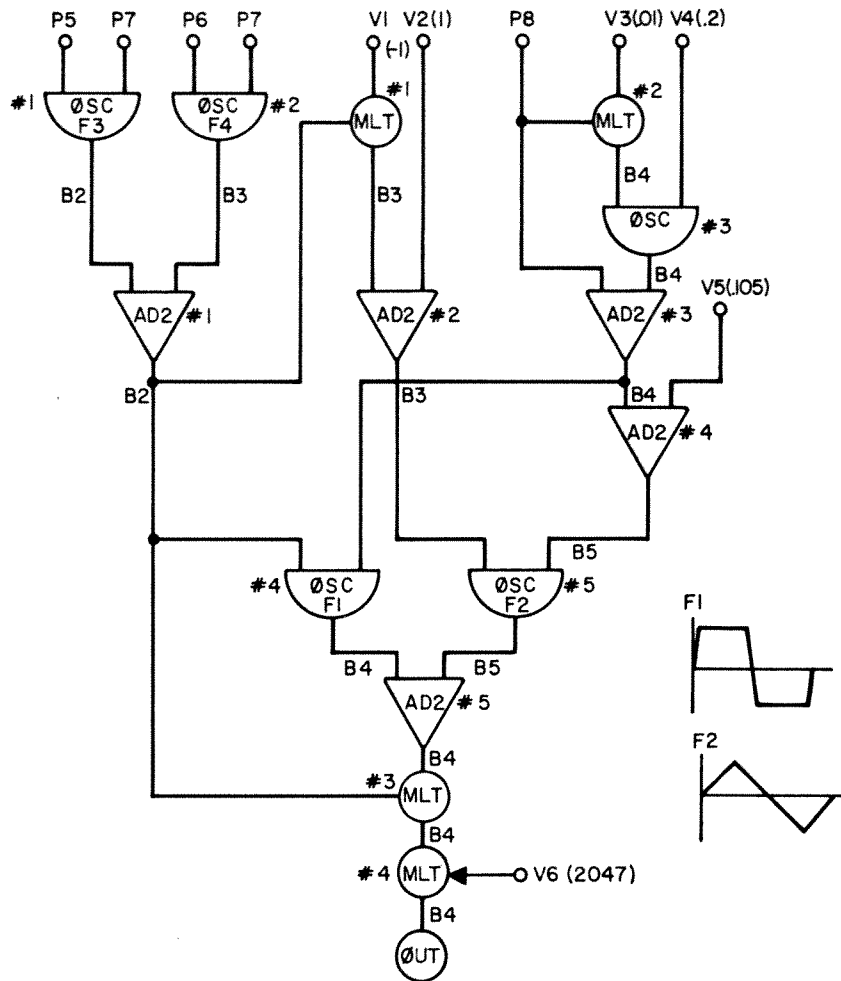 P5 P7 P6 P7 V1 V2(1) P8 V3(.01) V4(.2)
(-1)
#1 ØSC F3
ØSC F4 #2
#1 MLT
#2 MLT
B2 B3 B3 B4
ØSC #3
B4
V5(.105)
AD2 #1
AD2 #2
AD2 #3
B2 B3 B4
AD2 #4
B5
#4 ØSC F1
ØSC F2 #5
B4 B5
AD2 #5
B4
#3 MLT
B4
#4 MLT
V6 (2047)
B4
ØUT
F1
F2